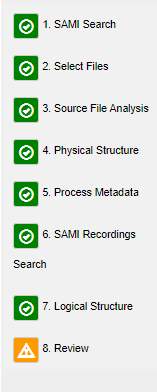 1. SAMI Search
2. Select Files
3. Source File Analysis
4. Physical Structure
5. Process Metadata
6. SAMI Recordings
Search
7. Logical Structure
8. Review